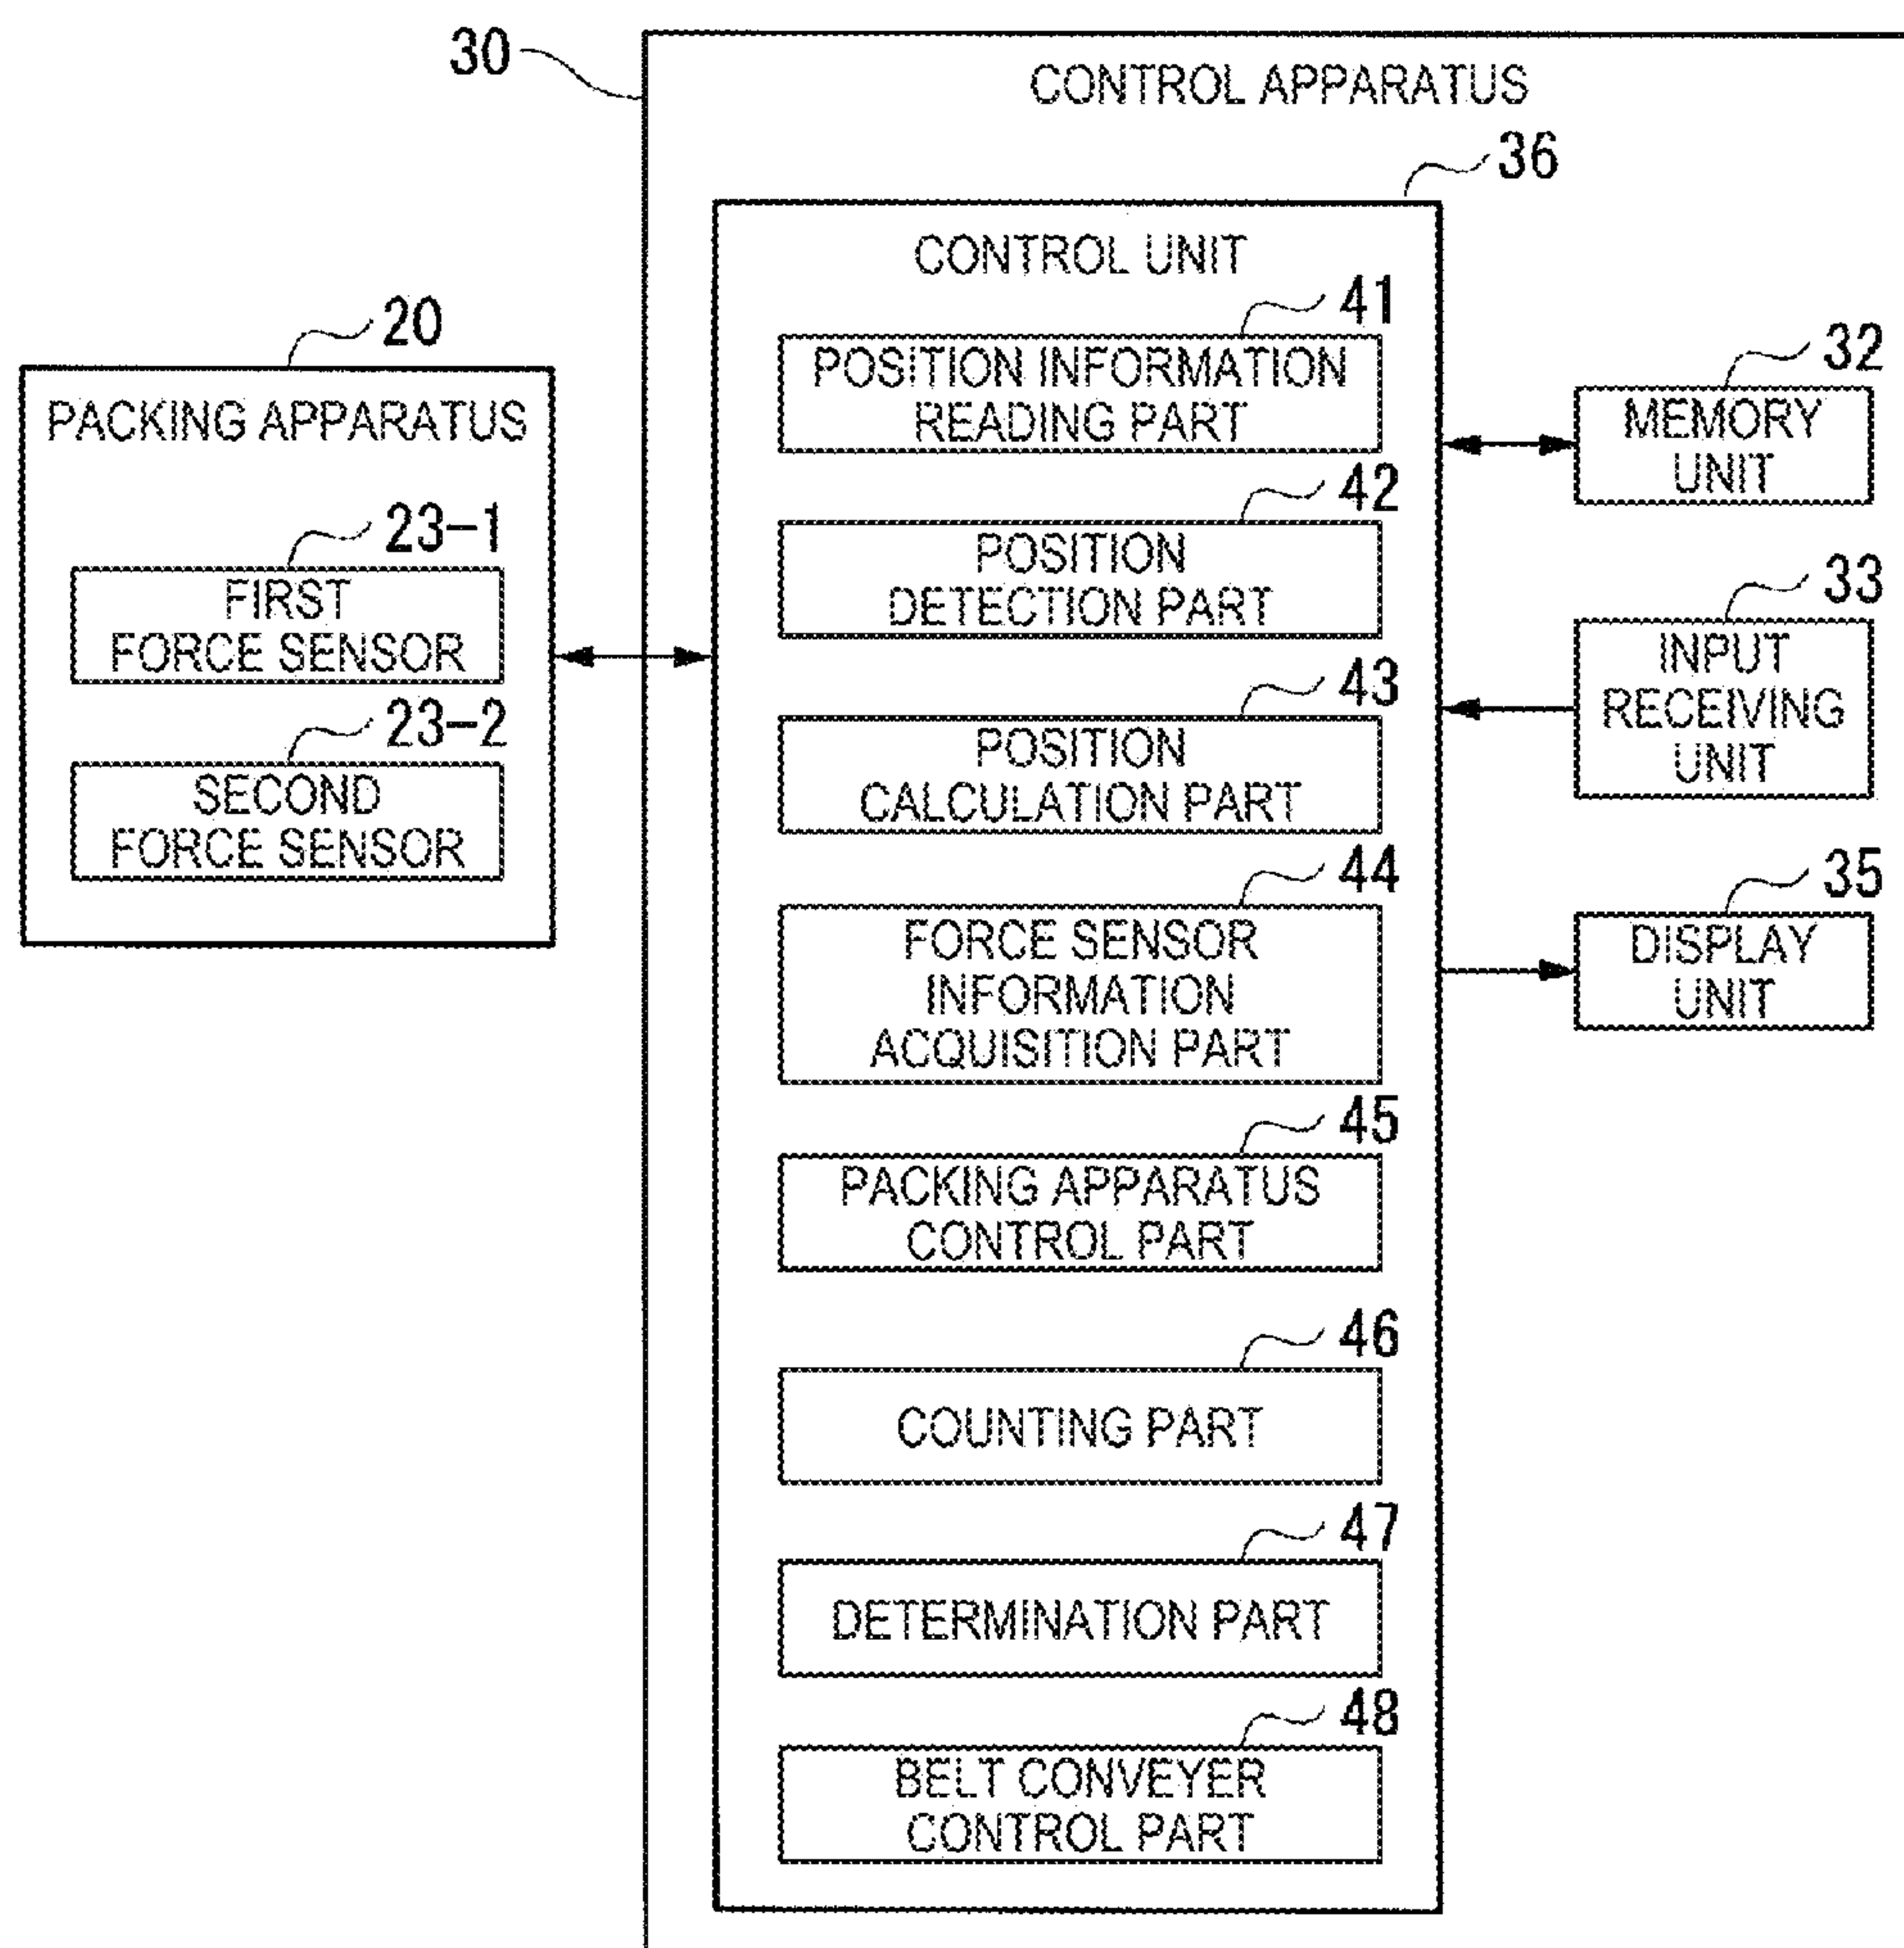 30
CONTROL APPARATUS
36
CONTROL UNIT
20
PACKING APPARATUS
23-1
FIRST
FORCE SENSOR
23-2
SECOND
FORCE SENSOR
41
POSITION INFORMATION
READING PART
42
POSITION
DETECTION PART
43
POSITION
CALCULATION PART
44
FORCE SENSOR
INFORMATION
ACQUISITION PART
45
PACKING APPARATUS
CONTROL PART
46
COUNTING PART
47
DETERMINATION PART
48
BELT CONVEYER
CONTROL PART
32
MEMORY
UNIT
33
INPUT
RECEIVING
UNIT
35
DISPLAY
UNIT